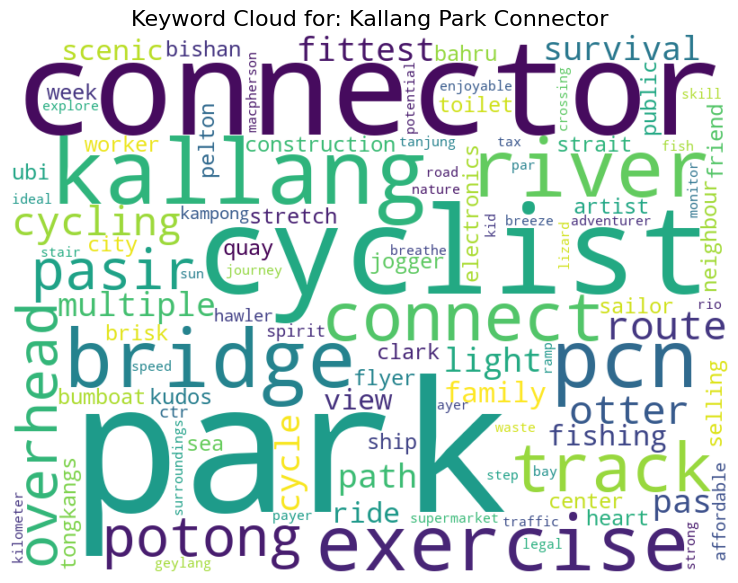 Keyword Cloud for: Kallang Park Connector
scenic bishan fittest bahru survival
connector
week explore macpherson potential enjoyable toilet crossing public skill
worker pelton construction tanjung tax strait fish friend
ubi kallang road river par
ideal nature monitor
cycling kampong stretch electronics kid breeze artist adventurer neighbour
city quay cyclist breathe jogger lizard
stair pasir sun journey
multiple hawler connect sailor rio
brisk spirit route
overhead bridge speed clark light ramp pcn
bumboat kudos flyer family selling
ctr view ayer otter
sea cycle ship waste fishing
tongkangs surroundings park path step bay track
kilometer center pas affordable
potong payer ride supermarket traffic heart strong
geylang exercise legal